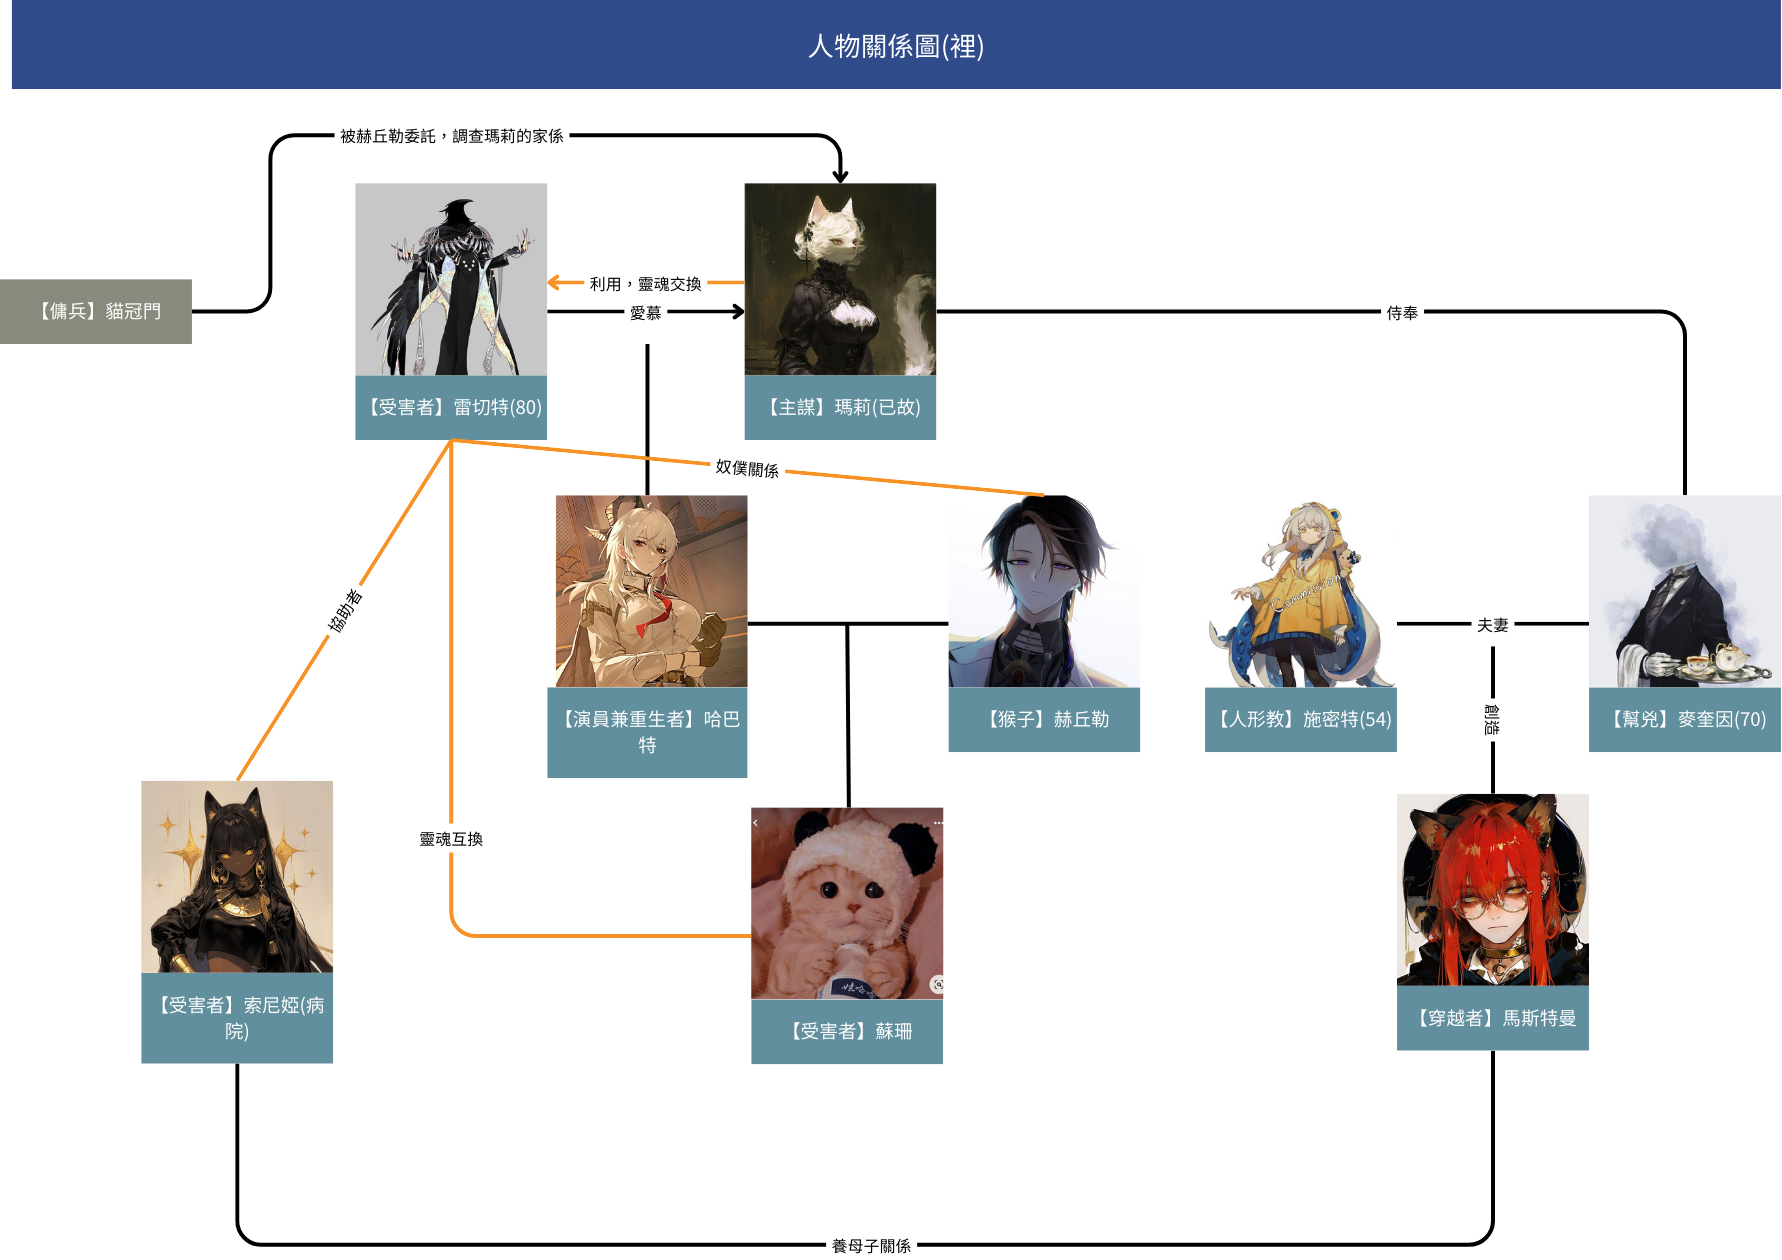 人物關係圖(裡)
被赫丘勒委託，調查瑪莉的家係
利用，靈魂交換
【傭兵】貓冠門
愛慕
侍奉
【受害者】雷切特(80)
【主謀】瑪莉(已故)
奴僕關係
協助者
Commission
夫妻
【演員兼重生者】哈巴
特
【猴子】赫丘勒
【人形教】施密特(54)
創造
【幫兇】麥奎因(70)
靈魂互換
娃哈哈
【受害者】索尼婭(病
院)
【受害者】蘇珊
【穿越者】馬斯特曼
養母子關係